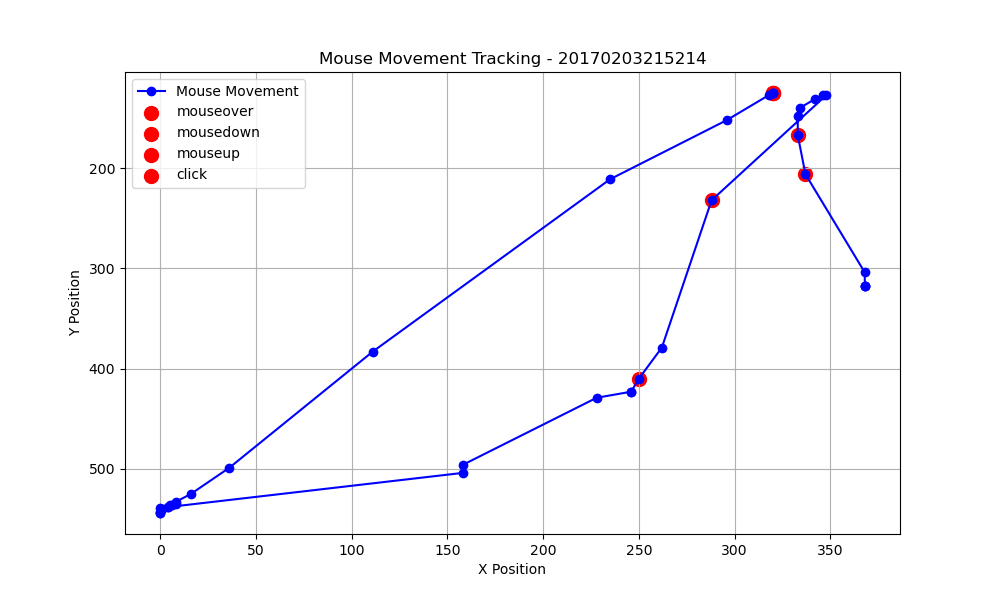 Mouse Movement Tracking - 20170203215214
Mouse Movement
mouseover
mousedown
mouseup
click
200
300
400
500
Y Position
0 50 100 150 200 250 300 350
X Position